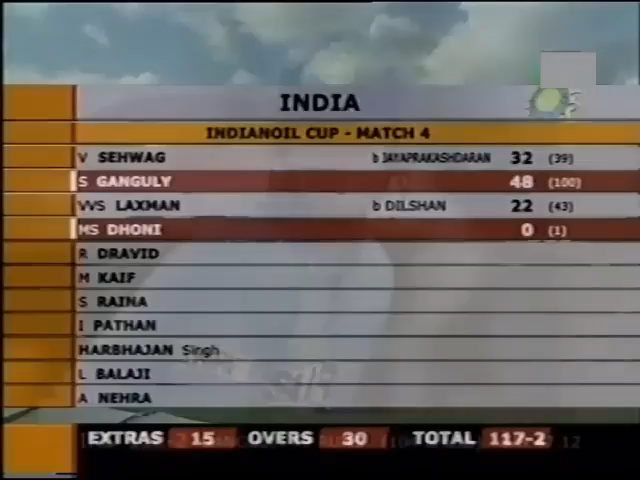 INDIA
INDIANOIL CUP - MATCH 4
V SEHWAG b JAYAPRAKASHDARAN 32 (39)
S GANGULY 48 (100)
VVS LAXMAN b DILSHAN 22 (43)
MS DHONI 0 (1)
R DRAVID
M KAIF
S RAINA
I PATHAN
HARBHAJAN Singh
L BALAJI
A NEHRA
EXTRAS 15 OVERS 30 TOTAL 117-2